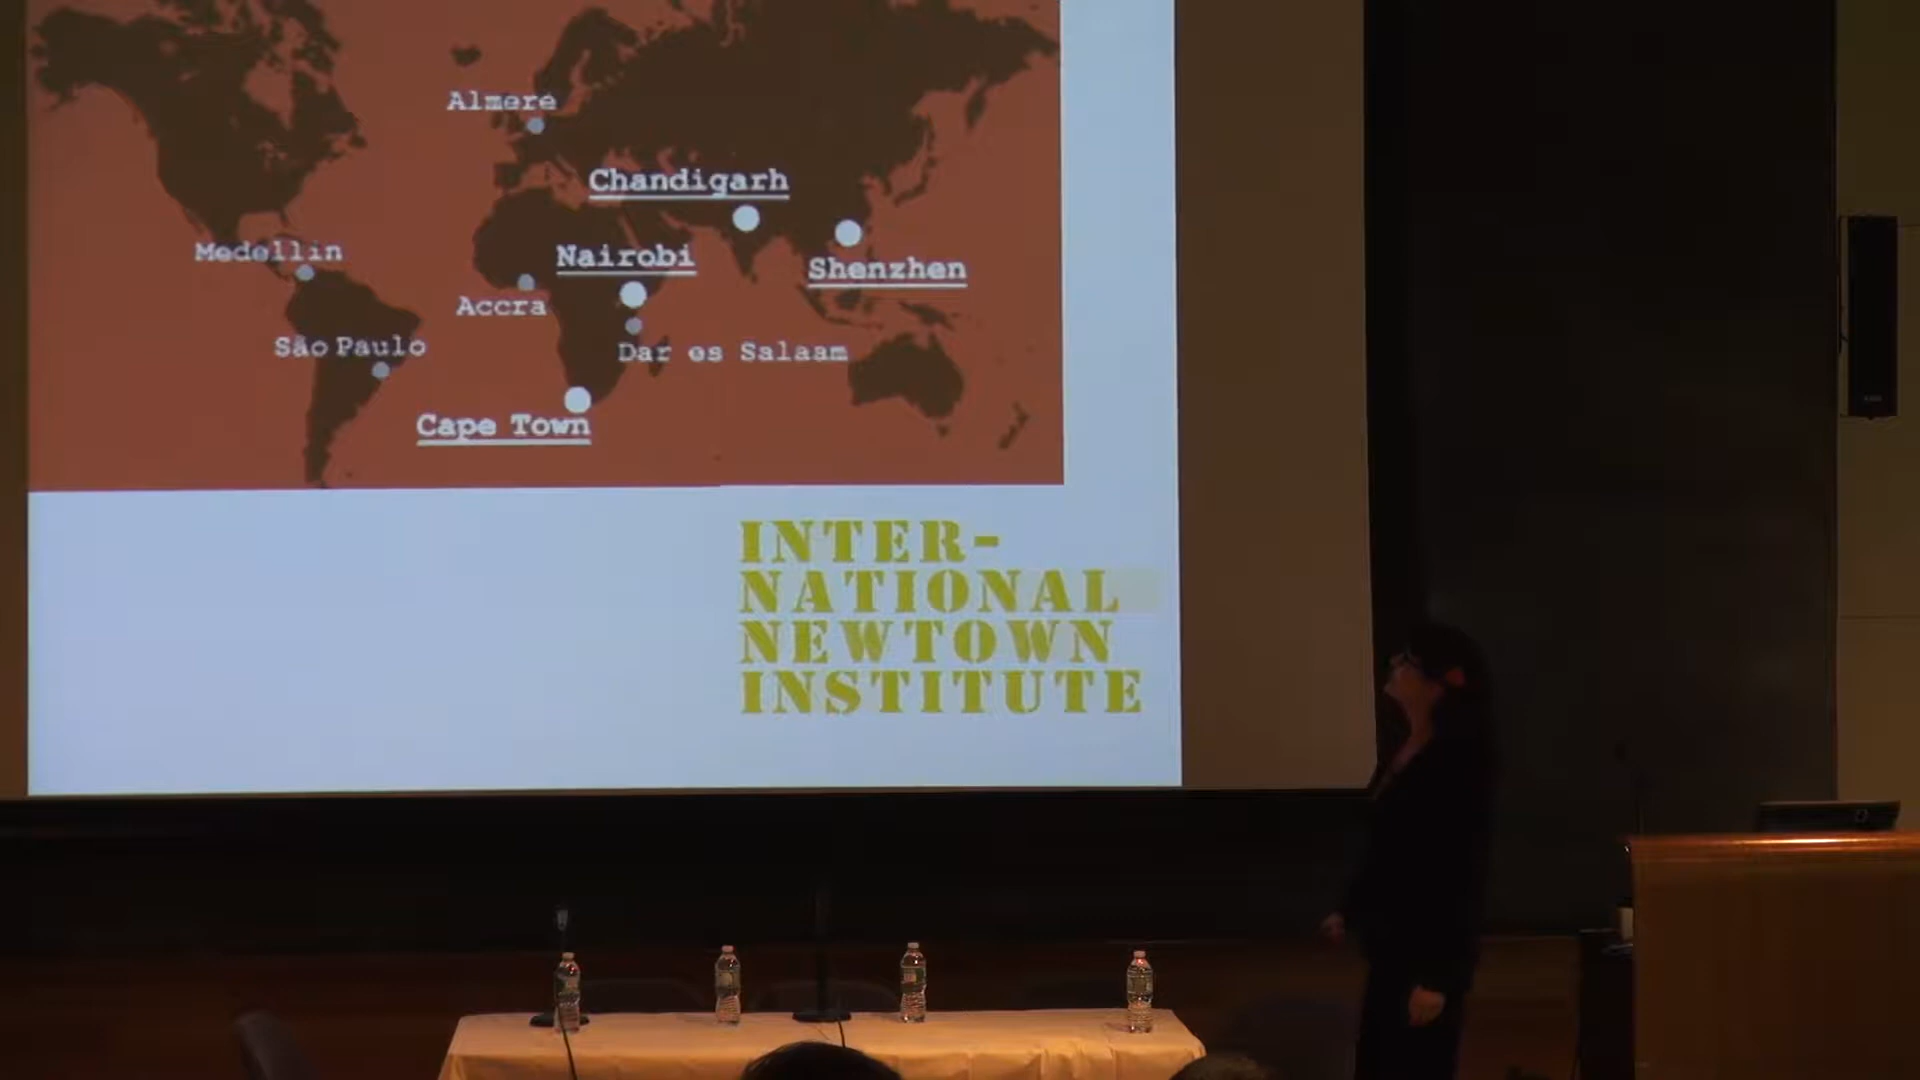 Almere
Chandigarh
Medellin
Nairobi
Shenzhen
Accra
São Paulo
Dar es Salaam
Cape Town
INTER-
NATIONAL
NEWTOWN
INSTITUTE